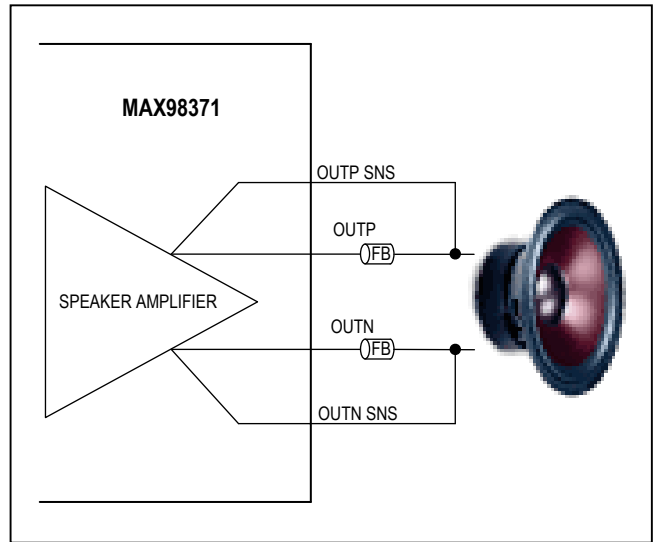 MAX98371
OUTP SNS
OUTP
FB
SPEAKER AMPLIFIER
OUTN
FB
OUTN SNS